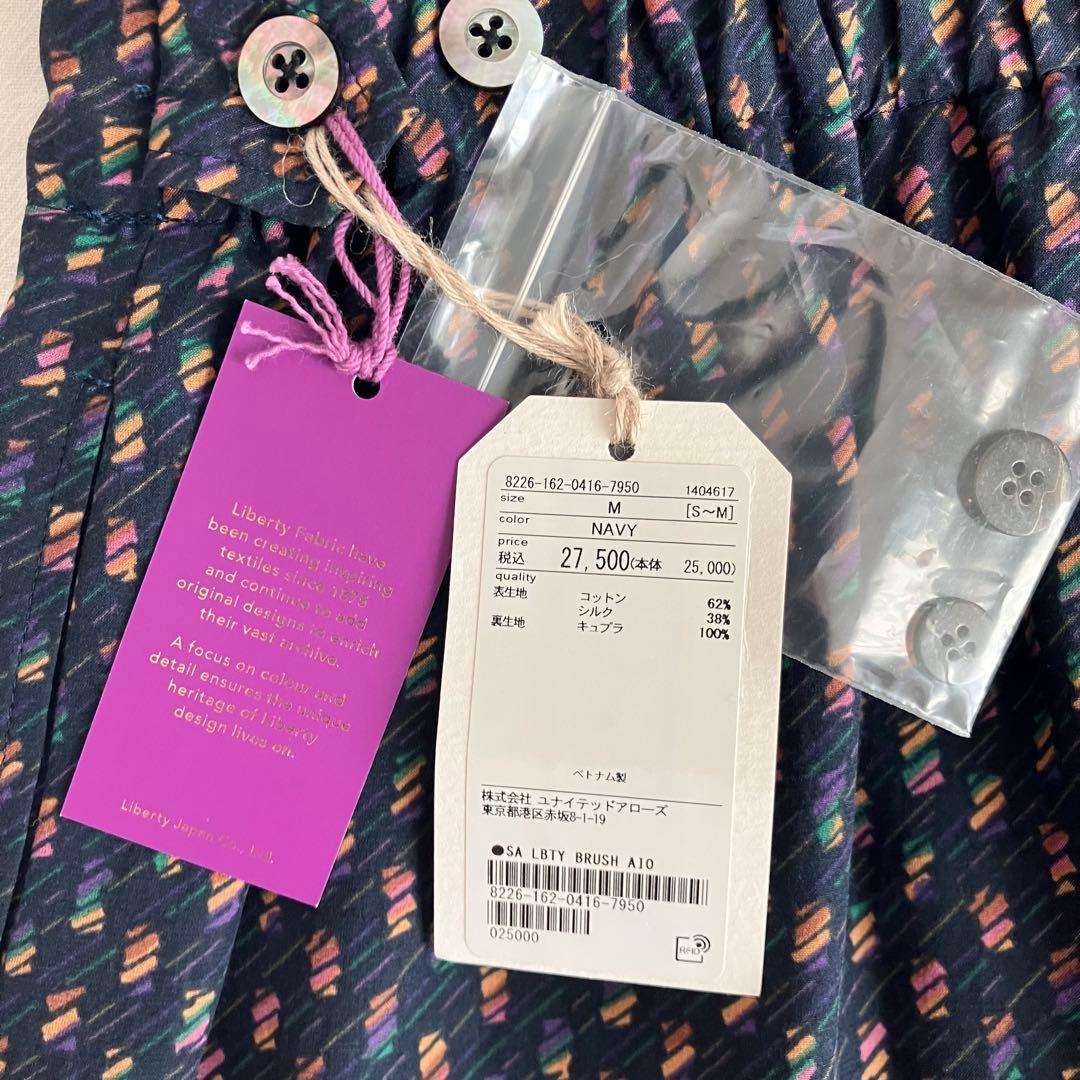 Liberty Fabric have
been creating inspiring
textiles since 1875
and continue to add
original designs to enrich
their vast archive.
A focus on colour and
detail ensures the unique
heritage of Liberty
design lives on.
Liberty Japan Co., Ltd.
8226-162-0416-7950 1404617
size M [S~M]
color NAVY
price
税込 27,500(本体 25,000)
quality
表生地 コットン 62%
シルク 38%
裏生地 キュプラ 100%
ベトナム製
株式会社 ユナイテッドアローズ
東京都港区赤坂8-1-19
●SA LBTY BRUSH AIO
8226-162-0416-7950
025000
RFID